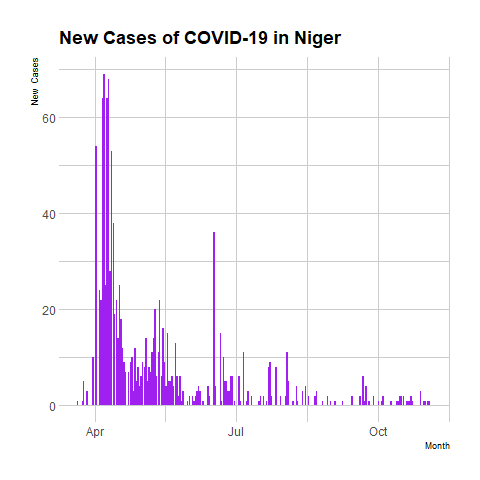 New Cases of COVID-19 in Niger
New Cases
60
40
20
0
Apr
Jul
Oct
Month